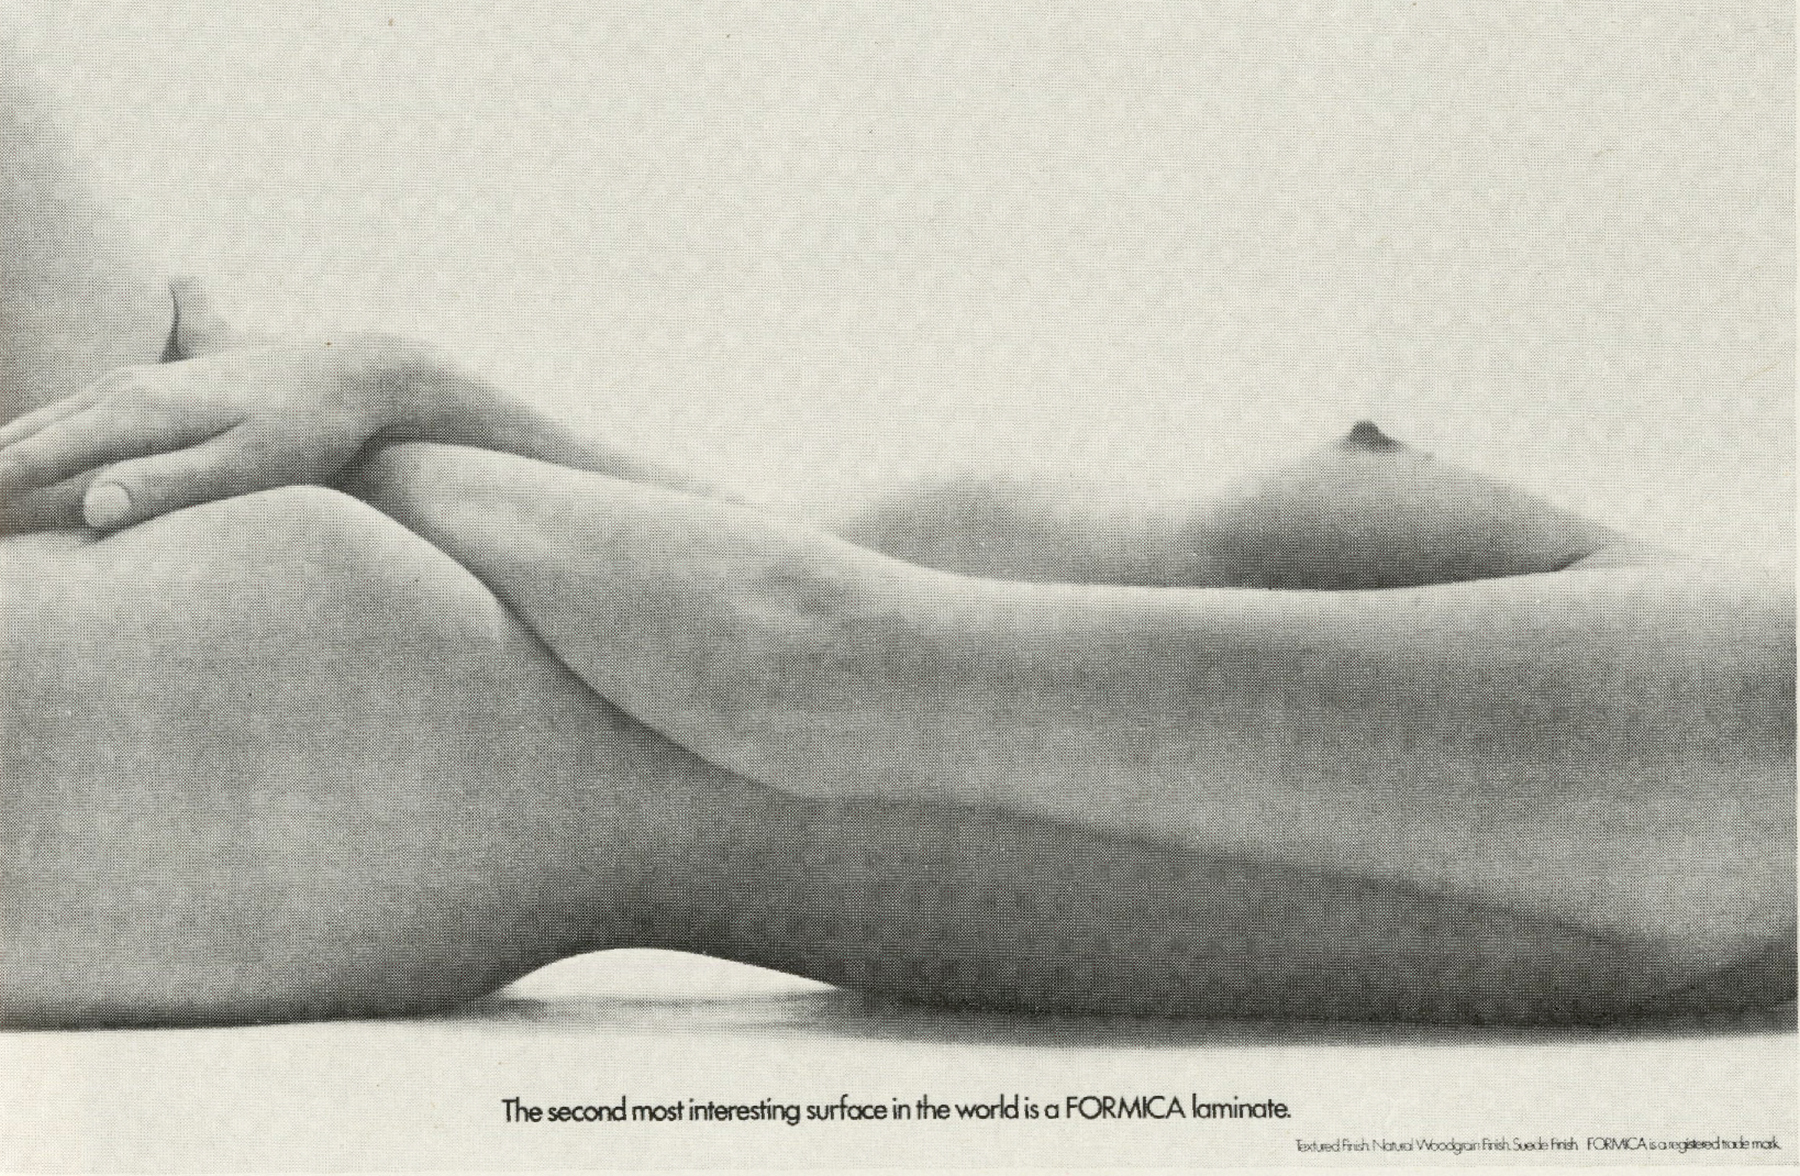 The second most interesting surface in the world is a FORMICA laminate.
Textured Finish. Natural Woodgrain Finish. Suede Finish FORMICA is a registered trade mark.